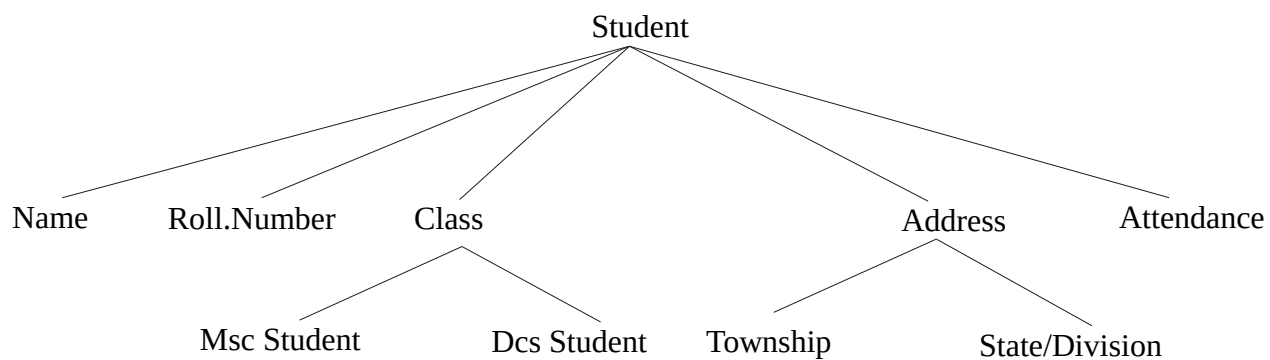 Student
Name Roll.Number Class Address Attendance
Msc Student Dcs Student Township State/Division